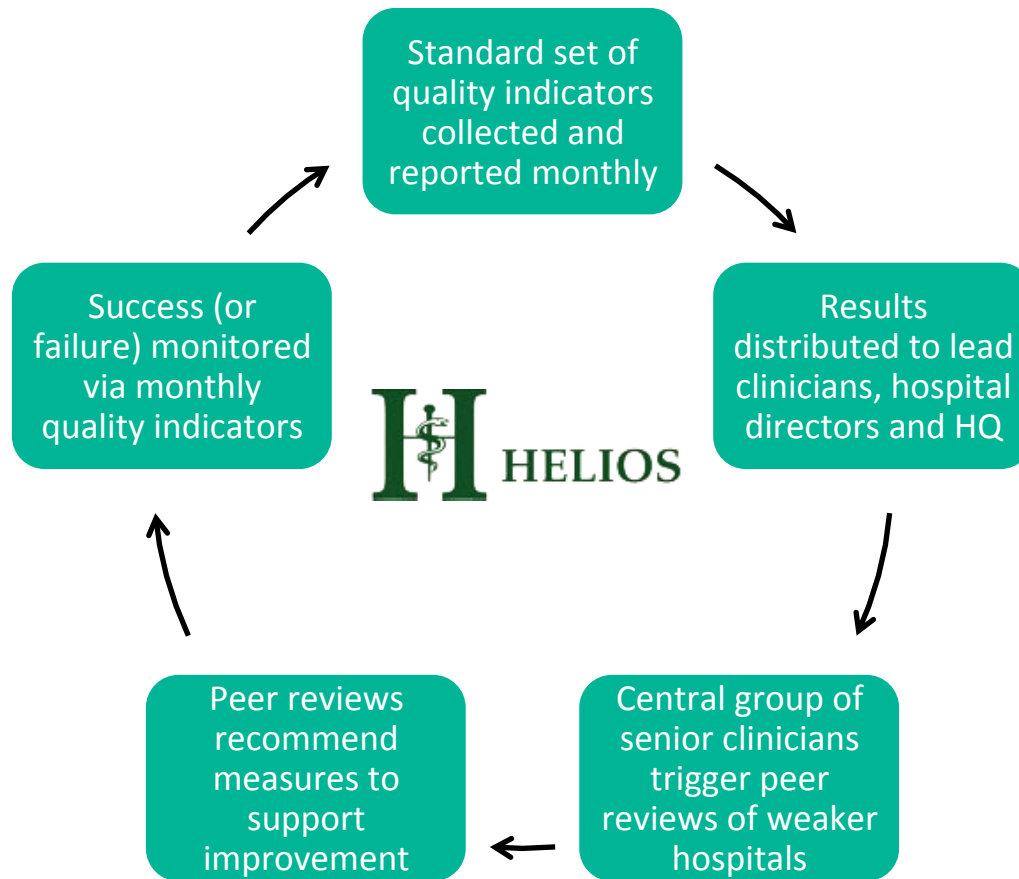 Standard set of
quality indicators
collected and
reported monthly
Results
distributed to lead
clinicians, hospital
directors and HQ
Central group of
senior clinicians
trigger peer
reviews of weaker
hospitals
Peer reviews
recommend
measures to
support
improvement
Success (or
failure) monitored
via monthly
quality indicators
H HELIOS